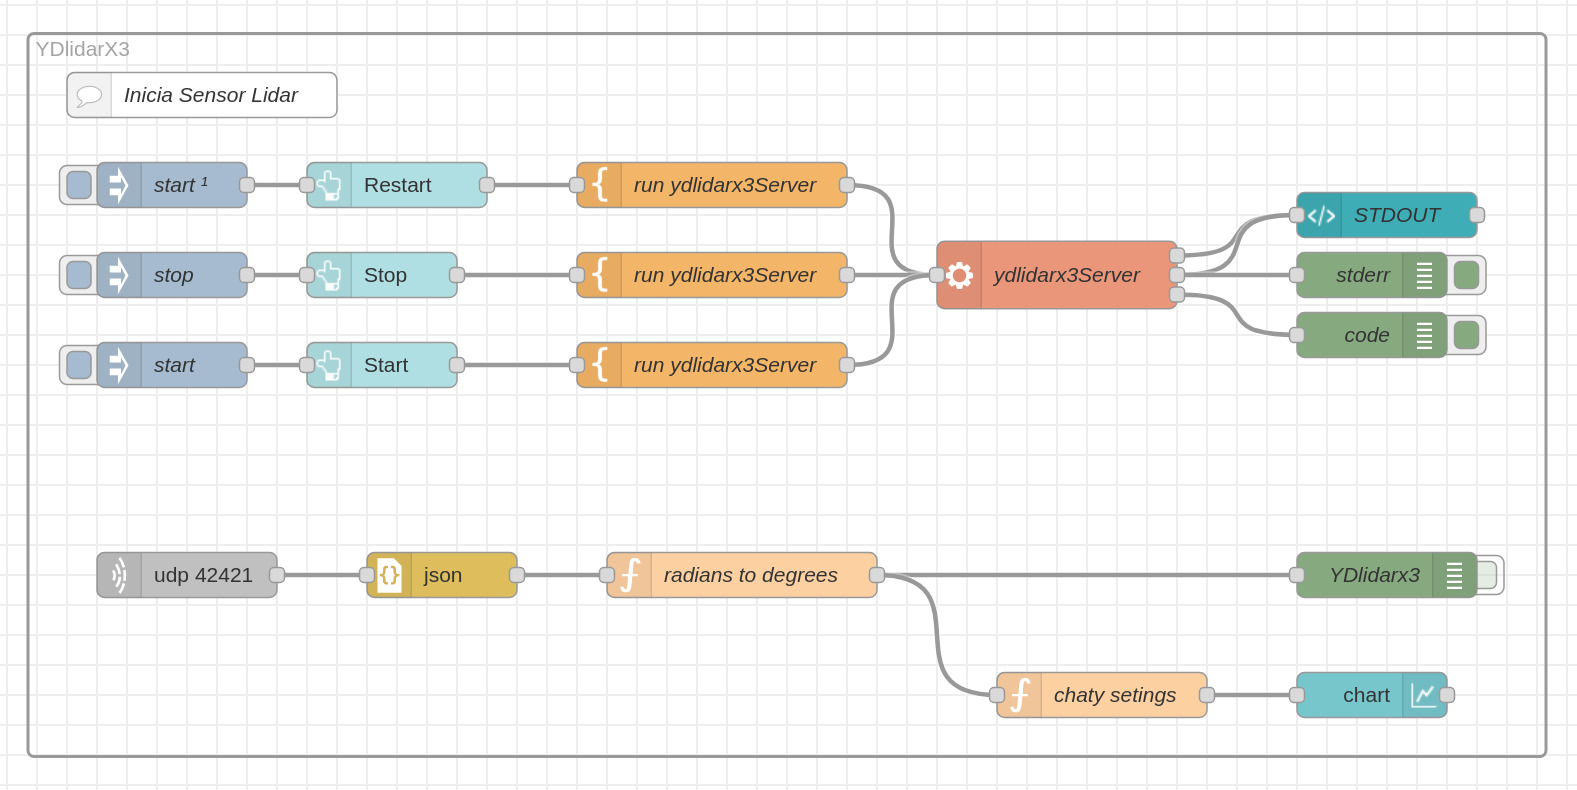 YDlidarX3
Inicia Sensor Lidar
start ¹
Restart
run ydlidarx3Server
stop
Stop
run ydlidarx3Server
start
Start
run ydlidarx3Server
ydlidarx3Server
STDOUT
stderr
code
udp 42421
json
radians to degrees
YDlidarx3
chaty setings
chart